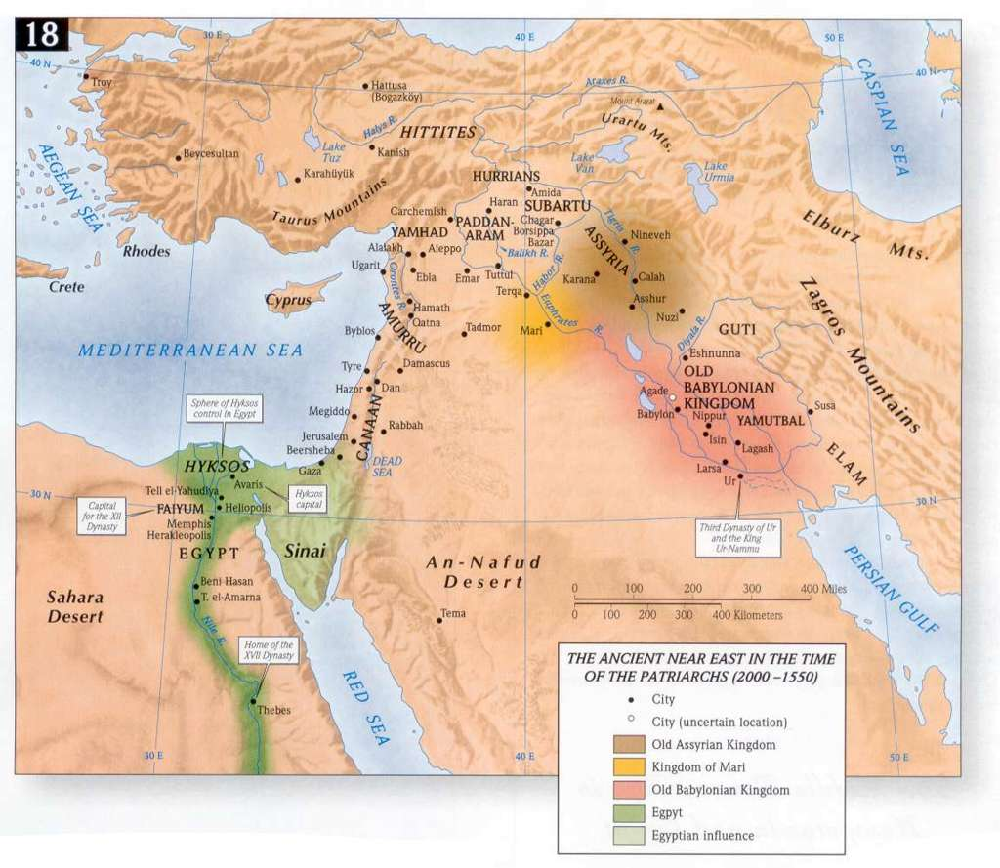 18
30 E
40 E
50 E
40 N
40 N
Troy
Hattusa
(Bogazköy)
Maxes R.
Mount Ararat
CASPIAN SEA
Halys R.
HITTITES
Urartu Mts.
Lake
Tuz
Kanish
Beycesultan
Karahüyük
Lake
Van
Lake
Urmia
AEGEAN SEA
Taurus Mountains
HURRIANS
Amida
Haran
SUBARTU
Carchemish
PADDAN-
ARAM
Chagar
Borsippa
Bazar
YAMHAD
Tigris R.
Nineveh
Elburz Mts.
Rhodes
Alalakh
Aleppo
Balikh R.
ASSYRIA
Ugarit
Ebla
Emar
Tuttul
Habor R.
Karana
Calah
Crete
Cyprus
Orontes R.
Terqa
Asshur
Zagros Mountains
Hamath
Qatna
AMURRU
Euphrates R.
Nuzi
Byblos
Tadmor
Mari
Diyala R.
GUTI
MEDITERRANEAN SEA
Eshnunna
Tyre
Damascus
OLD
BABYLONIAN
KINGDOM
Hazor
Dan
Agade
Sphere of Hyksos
control in Egypt
Megiddo
CANAAN
Babylon
Nippur
YAMUTBAL
Susa
Rabbah
Isin
Jerusalem
Beersheba
Lagash
ELAM
Gaza
DEAD
SEA
Larsa
HYKSOS
Ur
Avaris
30 N
Tell el-Yahudiya
Hyksos
capital
30 N
Capital
for the XII
Dynasty
FAIYUM
Heliopolis
Memphis
Herakleopolis
Third Dynasty of Ur
and the King
Ur-Nammu
EGYPT
Sinai
An-Nafud
Desert
PERSIAN GULF
Beni Hasan
T. el-Amarna
Sahara
Desert
0 100 200 300 400 Miles
0 100 200 300 400 Kilometers
Tema
Nile R.
Home of the
XVII Dynasty
RED SEA
Thebes
30 E
40 E
50 E
THE ANCIENT NEAR EAST IN THE TIME
OF THE PATRIARCHS (2000 –1550)
City
City (uncertain location)
Old Assyrian Kingdom
Kingdom of Mari
Old Babylonian Kingdom
Egpyt
Egyptian influence